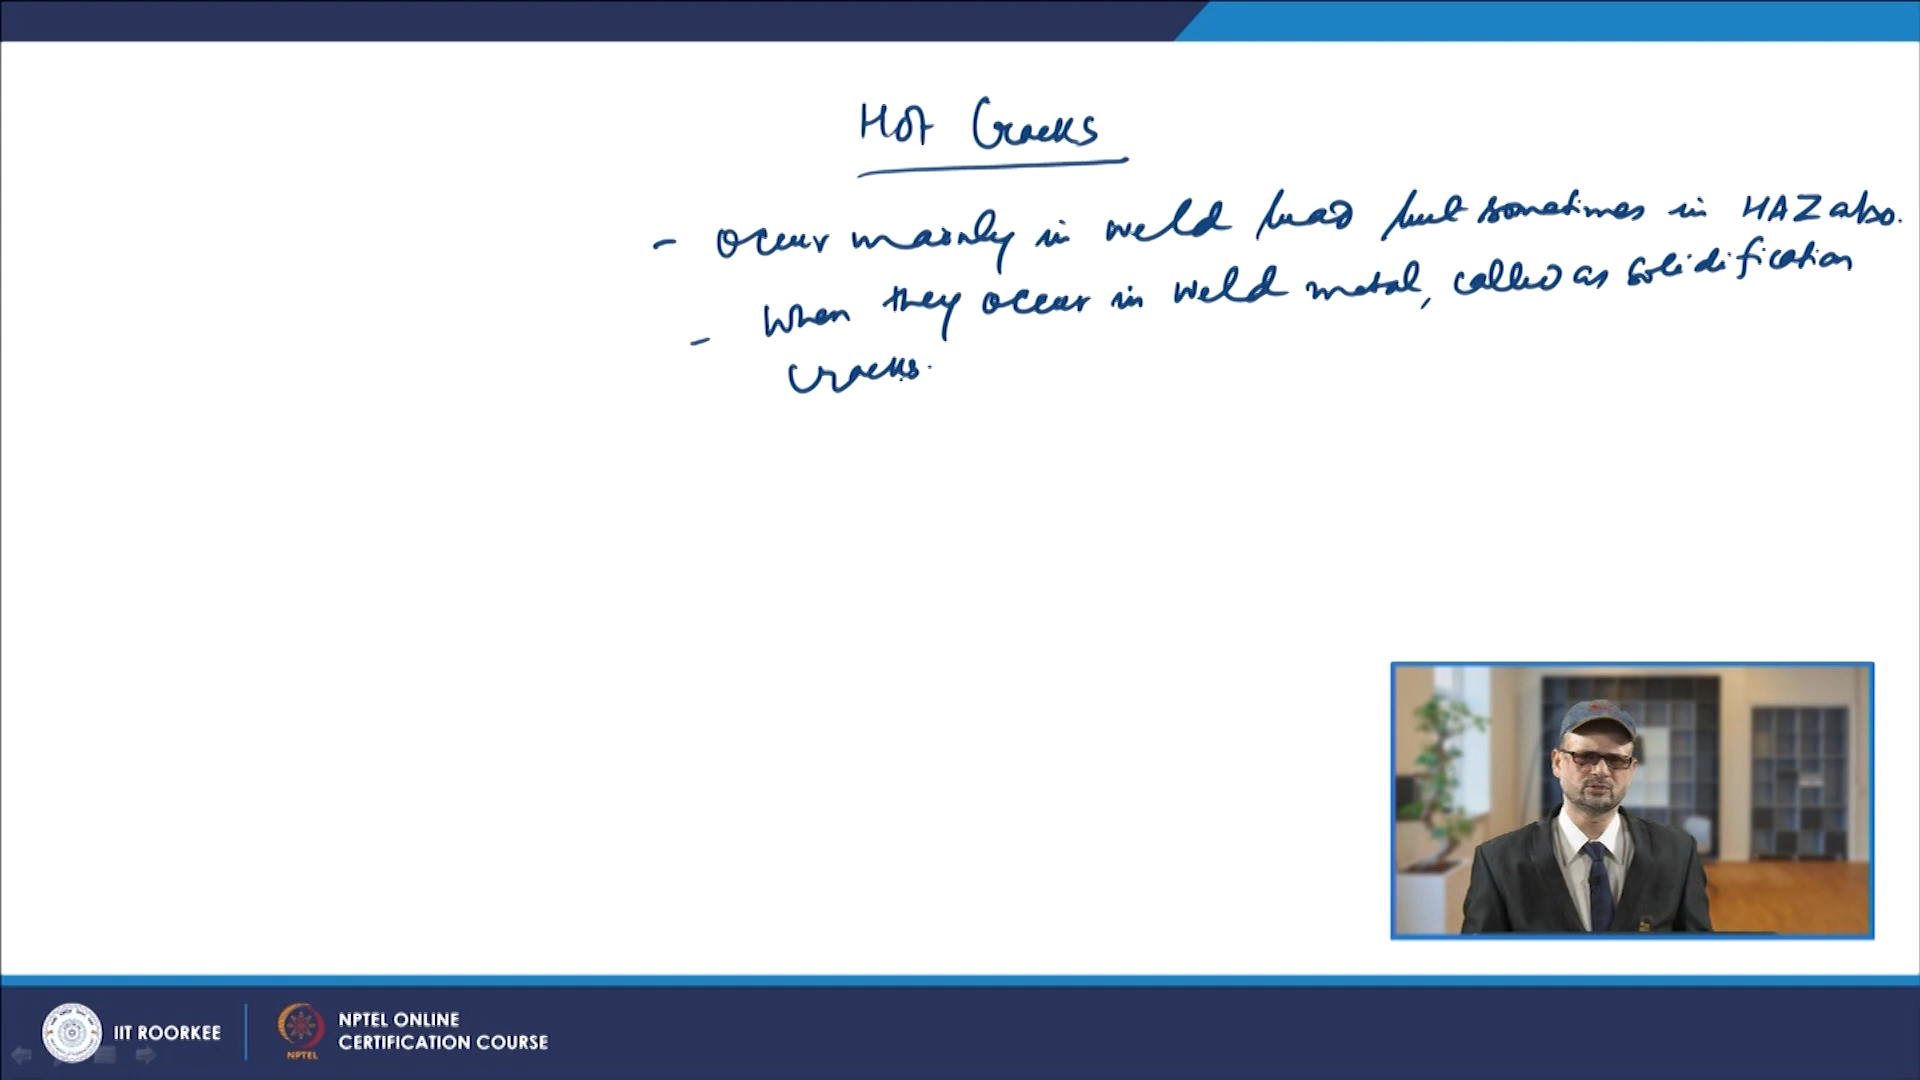 Hot Cracks
- Occur mainly in weld bead but sometimes in HAZ also.
- When they occur in weld metal, called as solidification
cracks.
IIT ROORKEE
NPTEL
NPTEL ONLINE
CERTIFICATION COURSE